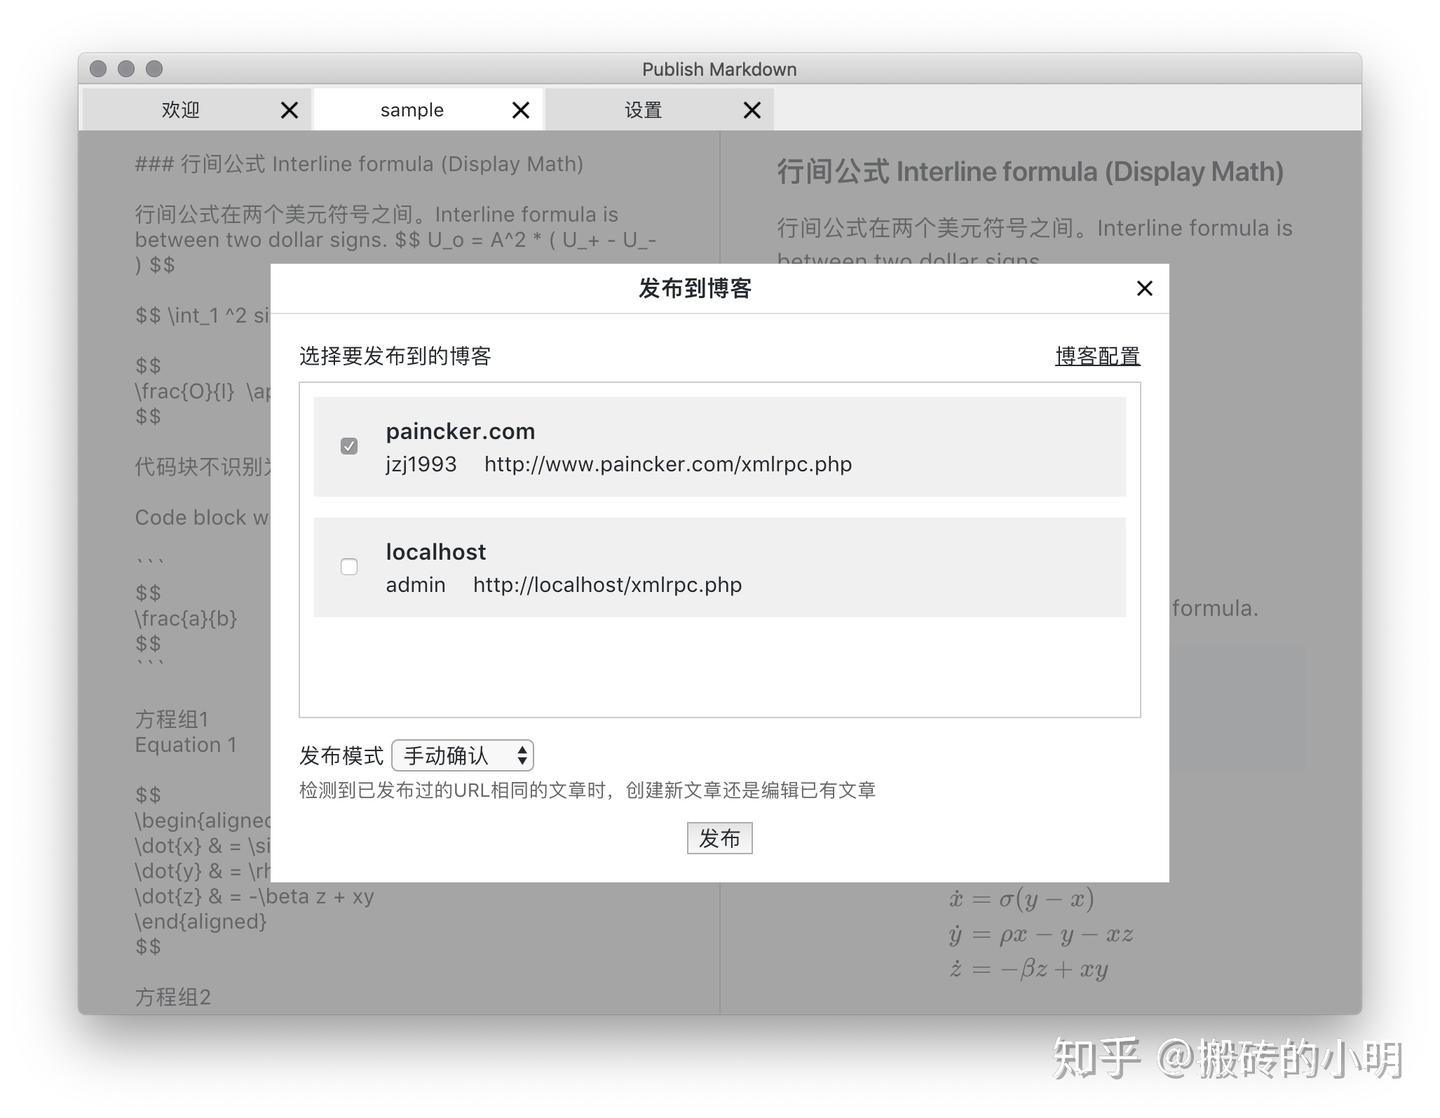 Publish Markdown
欢迎
sample
设置
### 行间公式 Interline formula (Display Math)
行间公式在两个美元符号之间。Interline formula is
between two dollar signs. $$ U_o = A^2 * ( U_+ - U_-
) $$
$$ \int_1 ^2 si
$$
\frac{O}{I} \ap
$$
代码块不识别为
Code block w
```
$$
\frac{a}{b}
$$
```
方程组1
Equation 1
$$
\begin{aligned
\dot{x} & = \si
\dot{y} & = \rh
\dot{z} & = -\beta z + xy
\end{aligned}
$$
方程组2
行间公式 Interline formula (Display Math)
行间公式在两个美元符号之间。Interline formula is
between two dollar signs.
formula.
ẋ = σ(y − x)
ẏ = ρx − y − xz
ż = −βz + xy
发布到博客
选择要发布到的博客
博客配置
paincker.com
jzj1993 http://www.paincker.com/xmlrpc.php
localhost
admin http://localhost/xmlrpc.php
发布模式 手动确认
检测到已发布过的URL相同的文章时，创建新文章还是编辑已有文章
发布
知乎 @搬砖的小明